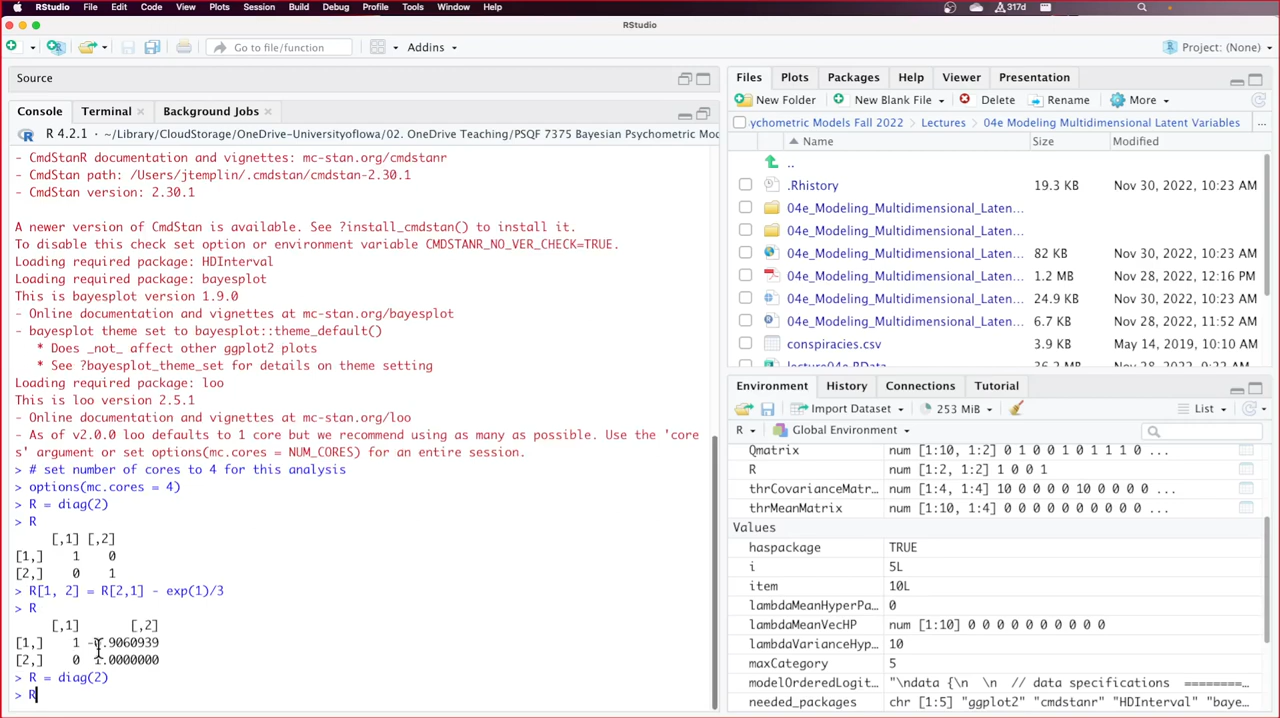 RStudio File Edit Code View Plots Session Build Debug Profile Tools Window Help 317d
RStudio
Go to file/function Addins Project: (None)
Source
Console Terminal Background Jobs
R 4.2.1 · ~/Library/CloudStorage/OneDrive-UniversityofIowa/02. OneDrive Teaching/PSQF 7375 Bayesian Psychometric Moc
- CmdStanR documentation and vignettes: mc-stan.org/cmdstanr
- CmdStan path: /Users/jtemplin/.cmdstan/cmdstan-2.30.1
- CmdStan version: 2.30.1
A newer version of CmdStan is available. See ?install_cmdstan() to install it.
To disable this check set option or environment variable CMDSTANR_NO_VER_CHECK=TRUE.
Loading required package: HDInterval
Loading required package: bayesplot
This is bayesplot version 1.9.0
- Online documentation and vignettes at mc-stan.org/bayesplot
- bayesplot theme set to bayesplot::theme_default()
* Does _not_ affect other ggplot2 plots
* See ?bayesplot_theme_set for details on theme setting
Loading required package: loo
This is loo version 2.5.1
- Online documentation and vignettes at mc-stan.org/loo
- As of v2.0.0 loo defaults to 1 core but we recommend using as many as possible. Use the 'core
s' argument or set options(mc.cores = NUM_CORES) for an entire session.
> # set number of cores to 4 for this analysis
> options(mc.cores = 4)
> R = diag(2)
> R
[,1] [,2]
[1,] 1 0
[2,] 0 1
> R[1, 2] = R[2,1] - exp(1)/3
> R
[,1] [,2]
[1,] 1 -0.9060939
[2,] 0 1.0000000
> R = diag(2)
> R
Files Plots Packages Help Viewer Presentation
New Folder New Blank File Delete Rename More
ychometric Models Fall 2022 Lectures 04e Modeling Multidimensional Latent Variables ...
Name Size Modified
..
.Rhistory 19.3 KB Nov 30, 2022, 10:23 AM
04e_Modeling_Multidimensional_Laten...
04e_Modeling_Multidimensional_Laten...
04e_Modeling_Multidimensional_Laten... 82 KB Nov 30, 2022, 10:23 AM
04e_Modeling_Multidimensional_Laten... 1.2 MB Nov 28, 2022, 12:16 PM
04e_Modeling_Multidimensional_Laten... 24.9 KB Nov 30, 2022, 10:23 AM
04e_Modeling_Multidimensional_Laten... 6.7 KB Nov 30, 2022, 11:52 AM
conspiracies.csv 3.9 KB May 14, 2019, 10:13 AM
lecture04e.RData
Environment History Connections Tutorial
Import Dataset 253 MiB List
R Global Environment
Qmatrix num [1:10, 1:2] 0 1 0 0 1 0 1 1 1 0 ...
R num [1:2, 1:2] 1 0 0 1
thrCovarianceMatr... num [1:4, 1:4] 10 0 0 0 0 10 0 0 0 0 ...
thrMeanMatrix num [1:10, 1:4] 0 0 0 0 0 0 0 0 0 0 ...
Values
haspackage TRUE
i 5L
item 10L
lambdaMeanHyperPa... 0
lambdaMeanVecHP num [1:10] 0 0 0 0 0 0 0 0 0 0
lambdaVarianceHyp... 10
maxCategory 5
modelOrderedLogit... "\ndata {\n \n // data specifications =========...
needed_packages chr [1:5] "ggplot2" "cmdstanr" "HDInterval" "baye...